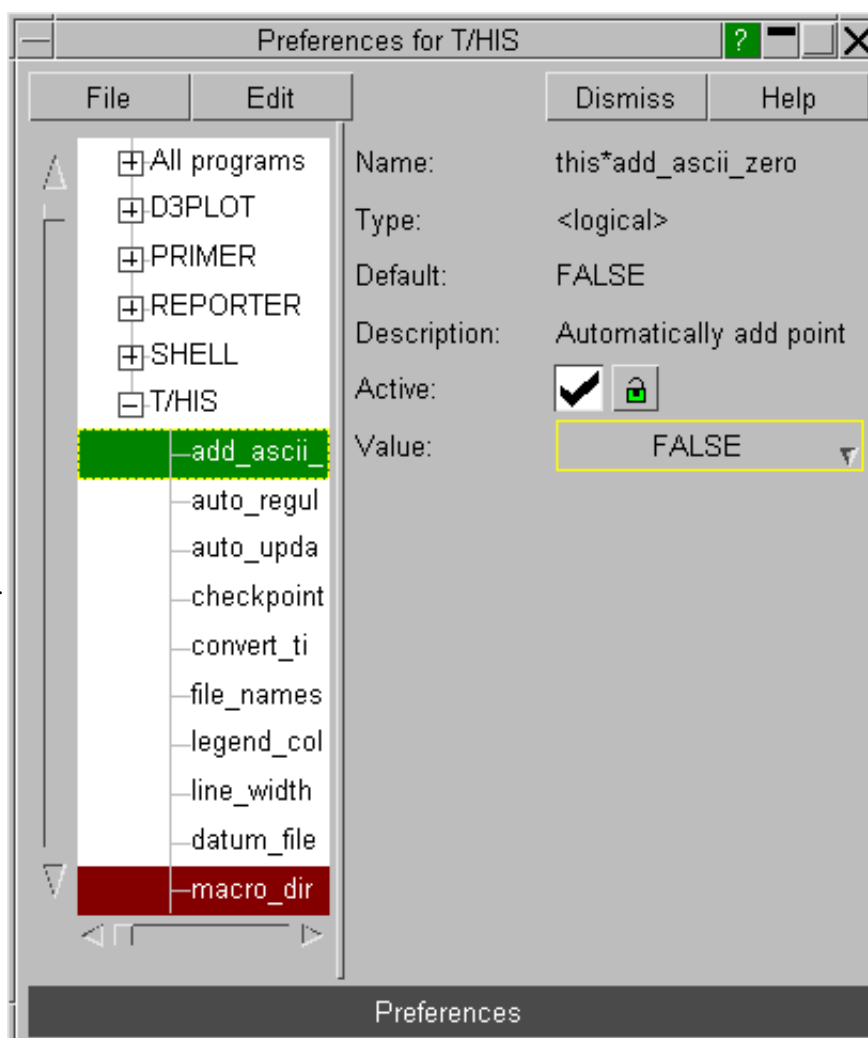 Preferences for T/HIS
?
File Edit Dismiss Help
All programs
D3PLOT
PRIMER
REPORTER
SHELL
T/HIS
add_ascii_
auto_regul
auto_upda
checkpoint
convert_ti
file_names
legend_col
line_width
datum_file
macro_dir
Name: this*add_ascii_zero
Type: <logical>
Default: FALSE
Description: Automatically add point
Active:
Value: FALSE
Preferences